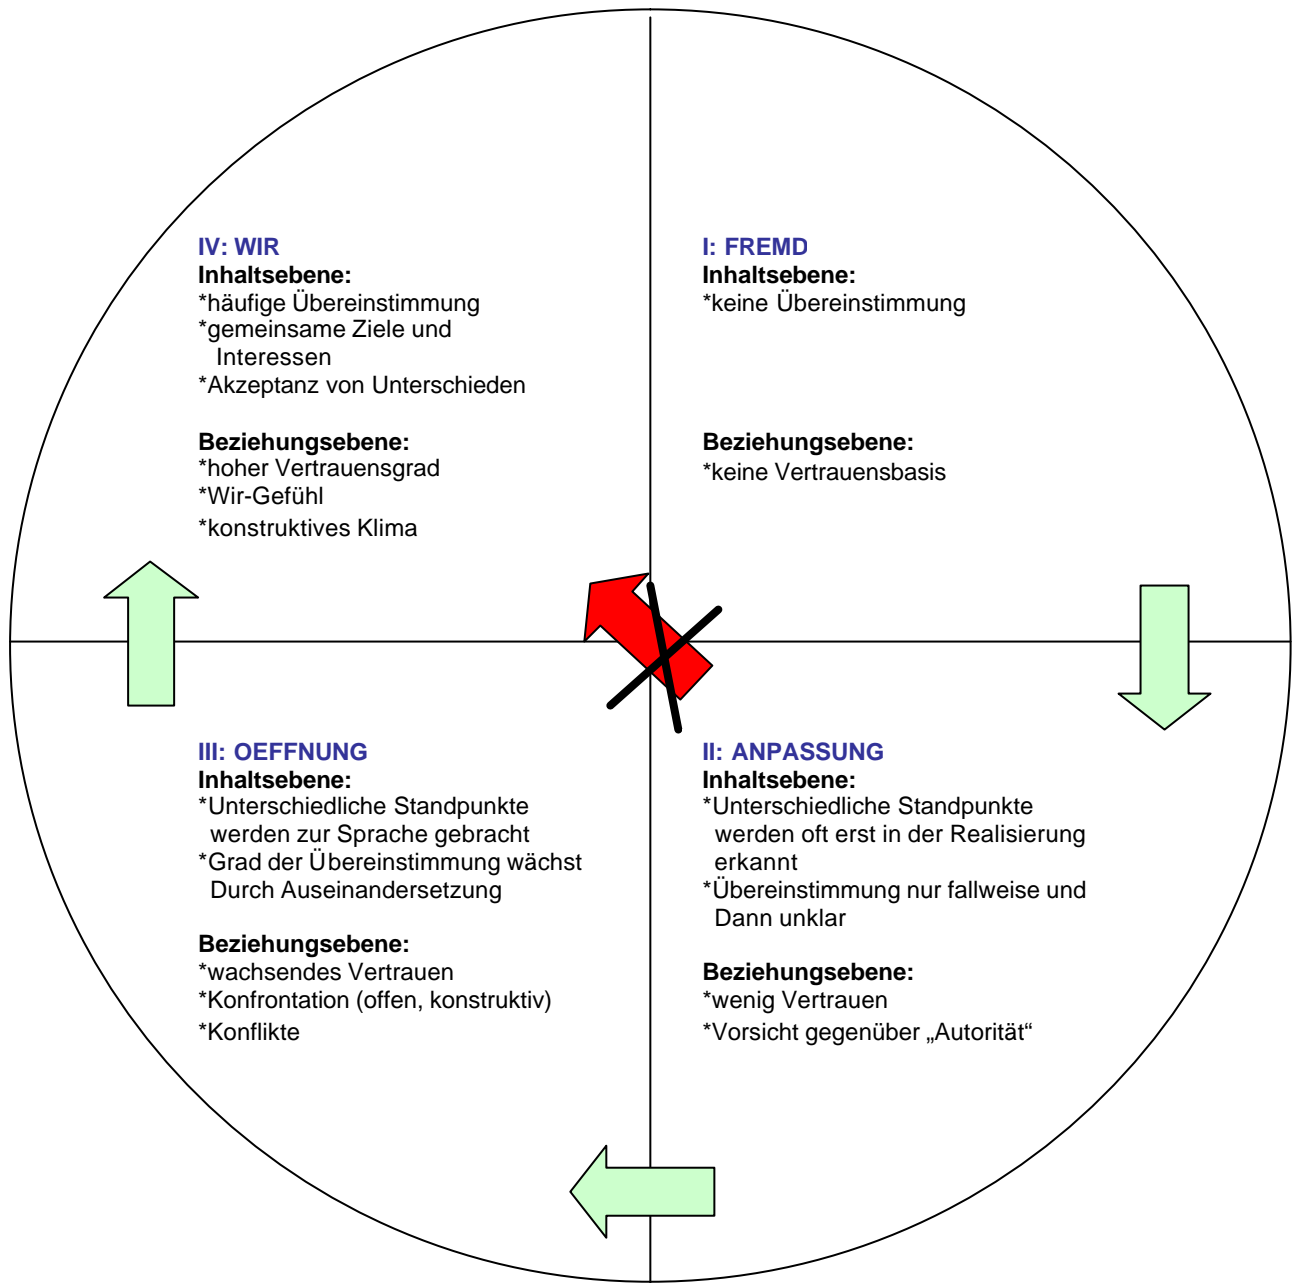 IV: WIR
Inhaltsebene:
*häufige Übereinstimmung
*gemeinsame Ziele und
Interessen
*Akzeptanz von Unterschieden
Beziehungsebene:
*hoher Vertrauensgrad
*Wir-Gefühl
*konstruktives Klima
I: FREMD
Inhaltsebene:
*keine Übereinstimmung
Beziehungsebene:
*keine Vertrauensbasis
III: OEFFNUNG
Inhaltsebene:
*Unterschiedliche Standpunkte
werden zur Sprache gebracht
*Grad der Übereinstimmung wächst
Durch Auseinandersetzung
Beziehungsebene:
*wachsendes Vertrauen
*Konfrontation (offen, konstruktiv)
*Konflikte
II: ANPASSUNG
Inhaltsebene:
*Unterschiedliche Standpunkte
werden oft erst in der Realisierung
erkannt
*Übereinstimmung nur fallweise und
Dann unklar
Beziehungsebene:
*wenig Vertrauen
*Vorsicht gegenüber „Autorität“